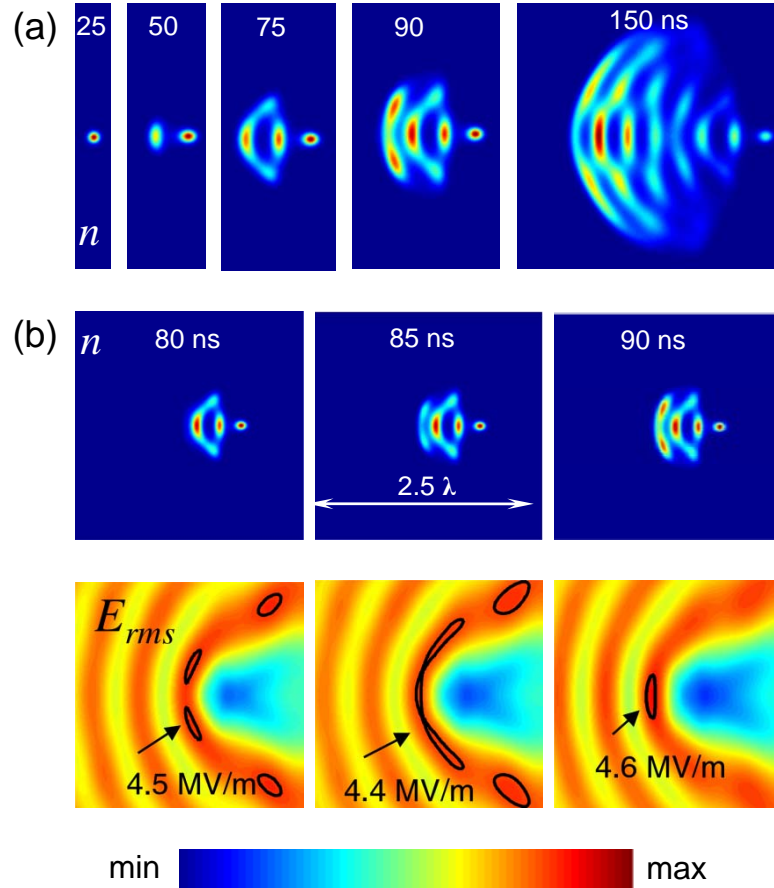 (a)
25 50 75 90 150 ns
n
(b)
n 80 ns 85 ns 90 ns
2.5 λ
E_rms
4.5 MV/m 4.4 MV/m 4.6 MV/m
min max